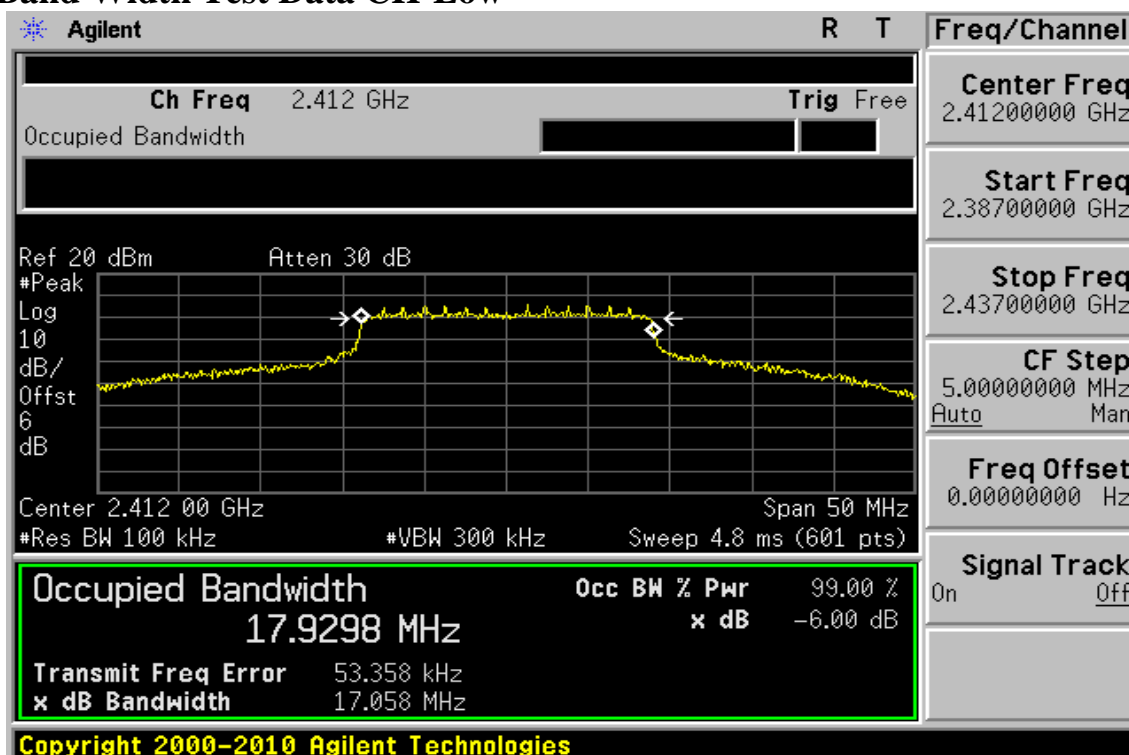 Band Width Test Data CH-Low
Agilent R T
Ch Freq 2.412 GHz Trig Free
Occupied Bandwidth
Ref 20 dBm Atten 30 dB
#Peak
Log
10
dB/
Offst
6
dB
Center 2.412 00 GHz Span 50 MHz
#Res BW 100 kHz #VBW 300 kHz Sweep 4.8 ms (601 pts)
Occupied Bandwidth Occ BW % Pwr 99.00 %
17.9298 MHz x dB -6.00 dB
Transmit Freq Error 53.358 kHz
x dB Bandwidth 17.058 MHz
Copyright 2000-2010 Agilent Technologies
Freq/Channel
Center Freq
2.41200000 GHz
Start Freq
2.38700000 GHz
Stop Freq
2.43700000 GHz
CF Step
5.00000000 MHz
Auto Man
Freq Offset
0.00000000 Hz
Signal Track
On Off